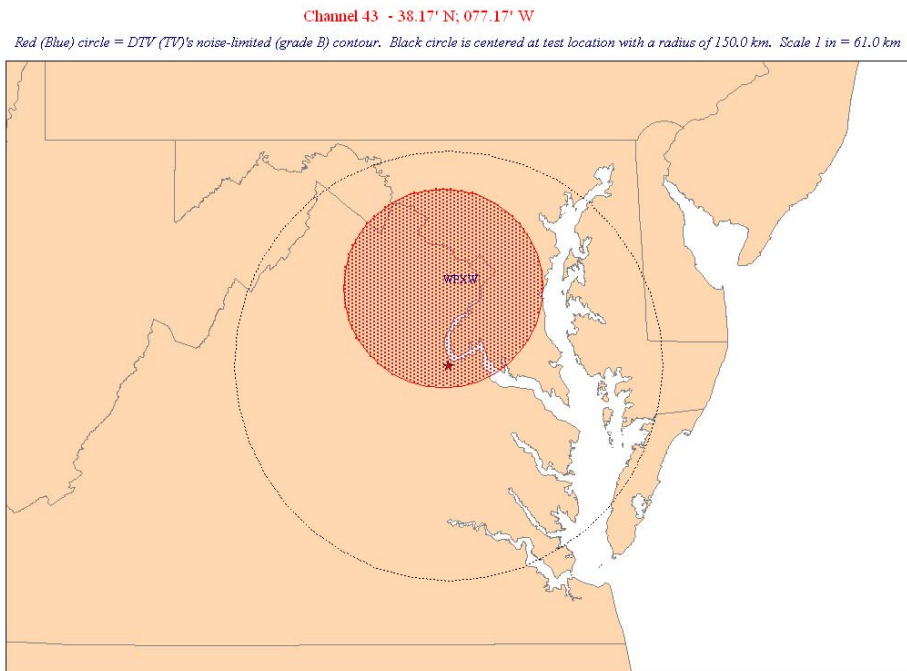 Channel 43 - 38.17' N; 077.17' W
Red (Blue) circle = DTV (TV)'s noise-limited (grade B) contour. Black circle is centered at test location with a radius of 150.0 km. Scale 1 in = 61.0 km
WPXW